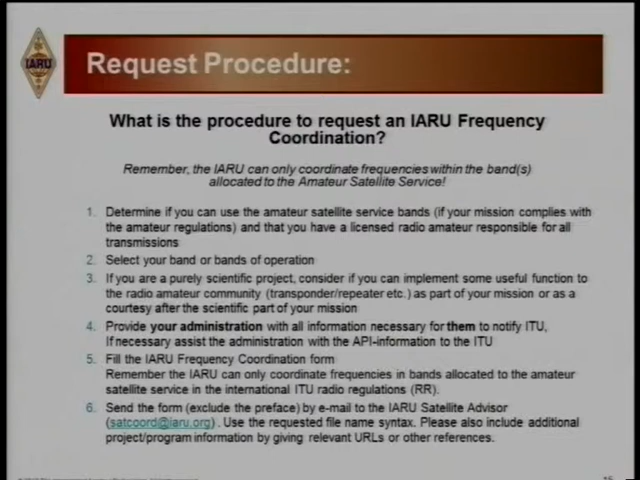 IARU
Request Procedure:
What is the procedure to request an IARU Frequency
Coordination?
Remember, the IARU can only coordinate frequencies within the band(s)
allocated to the Amateur Satellite Service!
1. Determine if you can use the amateur satellite service bands (if your mission complies with
the amateur regulations) and that you have a licensed radio amateur responsible for all
transmissions
2. Select your band or bands of operation
3. If you are a purely scientific project, consider if you can implement some useful function to
the radio amateur community (transponder/repeater etc.) as part of your mission or as a
courtesy after the scientific part of your mission
4. Provide your administration with all information necessary for them to notify ITU,
If necessary assist the administration with the API-information to the ITU
5. Fill the IARU Frequency Coordination form
Remember the IARU can only coordinate frequencies in bands allocated to the amateur
satellite service in the international ITU radio regulations (RR).
6. Send the form (exclude the preface) by e-mail to the IARU Satellite Advisor
(satcoord@iaru.org). Use the requested file name syntax. Please also include additional
project/program information by giving relevant URLs or other references.